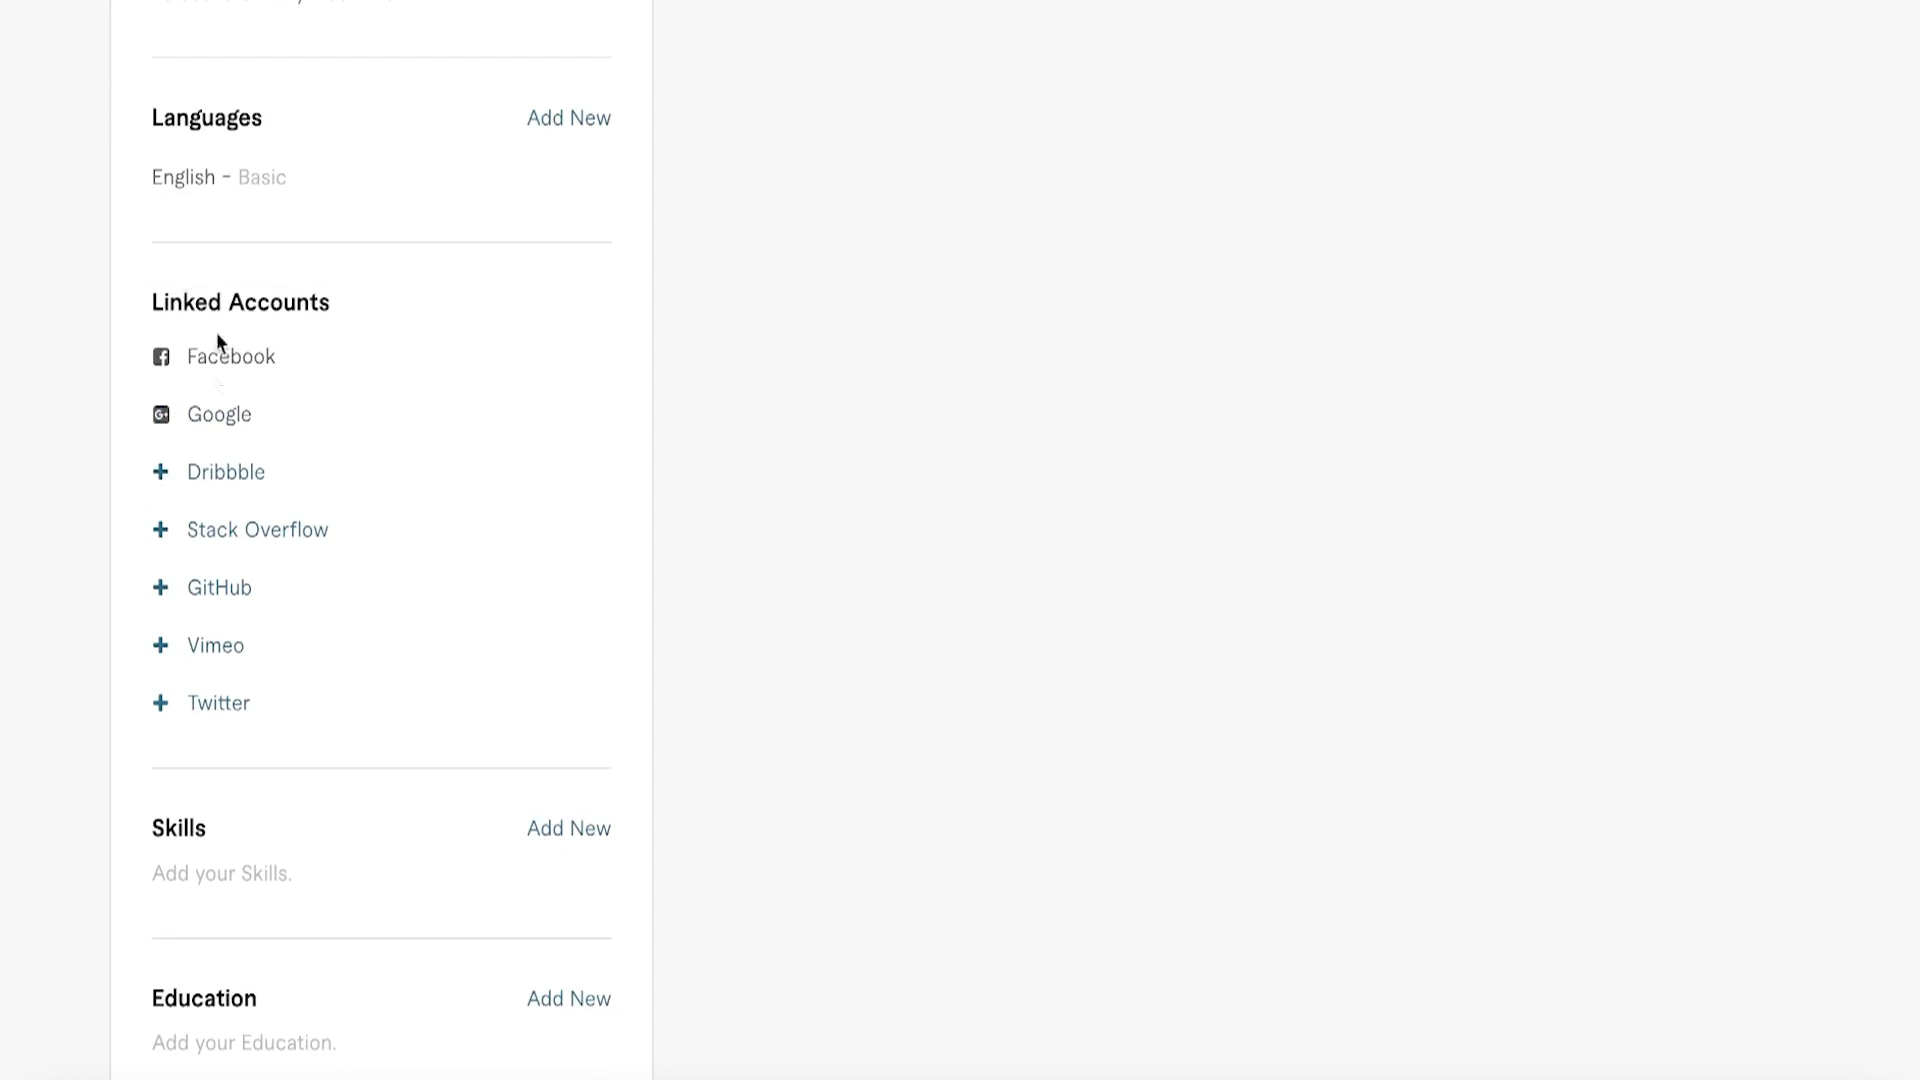 Languages Add New
English - Basic
Linked Accounts
Facebook
Google
Dribbble
Stack Overflow
GitHub
Vimeo
Twitter
Skills Add New
Add your Skills.
Education Add New
Add your Education.